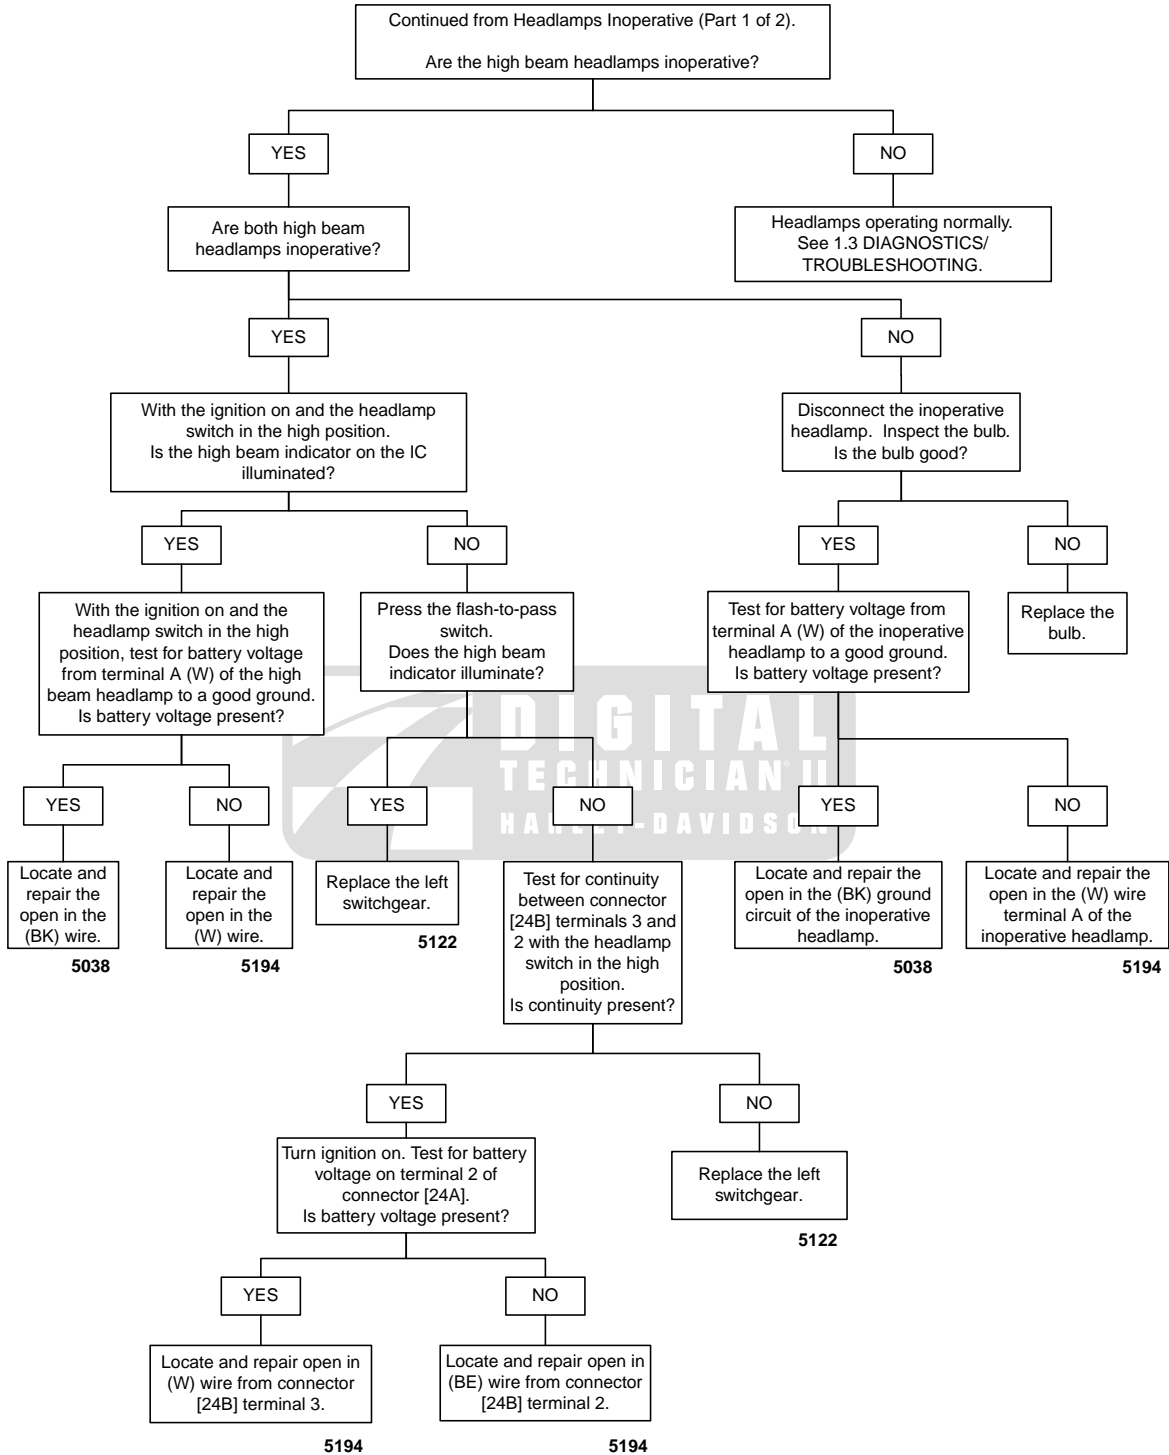 Continued from Headlamps Inoperative (Part 1 of 2).
Are the high beam headlamps inoperative?
YES
NO
Are both high beam
headlamps inoperative?
Headlamps operating normally.
See 1.3 DIAGNOSTICS/
TROUBLESHOOTING.
YES
NO
With the ignition on and the headlamp
switch in the high position.
Is the high beam indicator on the IC
illuminated?
Disconnect the inoperative
headlamp. Inspect the bulb.
Is the bulb good?
YES
NO
YES
NO
With the ignition on and the
headlamp switch in the high
position, test for battery voltage
from terminal A (W) of the high
beam headlamp to a good ground.
Is battery voltage present?
Press the flash-to-pass
switch.
Does the high beam
indicator illuminate?
Test for battery voltage from
terminal A (W) of the inoperative
headlamp to a good ground.
Is battery voltage present?
Replace the
bulb.
DIGITAL
TECHNICIAN® II
HARLEY-DAVIDSON
YES
NO
YES
NO
YES
NO
Locate and
repair the
open in the
(BK) wire.
5038
Locate and
repair the
open in the
(W) wire.
5194
Replace the left
switchgear.
5122
Test for continuity
between connector
[24B] terminals 3 and
2 with the headlamp
switch in the high
position.
Is continuity present?
Locate and repair the
open in the (BK) ground
circuit of the inoperative
headlamp.
5038
Locate and repair the
open in the (W) wire
terminal A of the
inoperative headlamp.
5194
YES
NO
Turn ignition on. Test for battery
voltage on terminal 2 of
connector [24A].
Is battery voltage present?
Replace the left
switchgear.
5122
YES
NO
Locate and repair open in
(W) wire from connector
[24B] terminal 3.
5194
Locate and repair open in
(BE) wire from connector
[24B] terminal 2.
5194